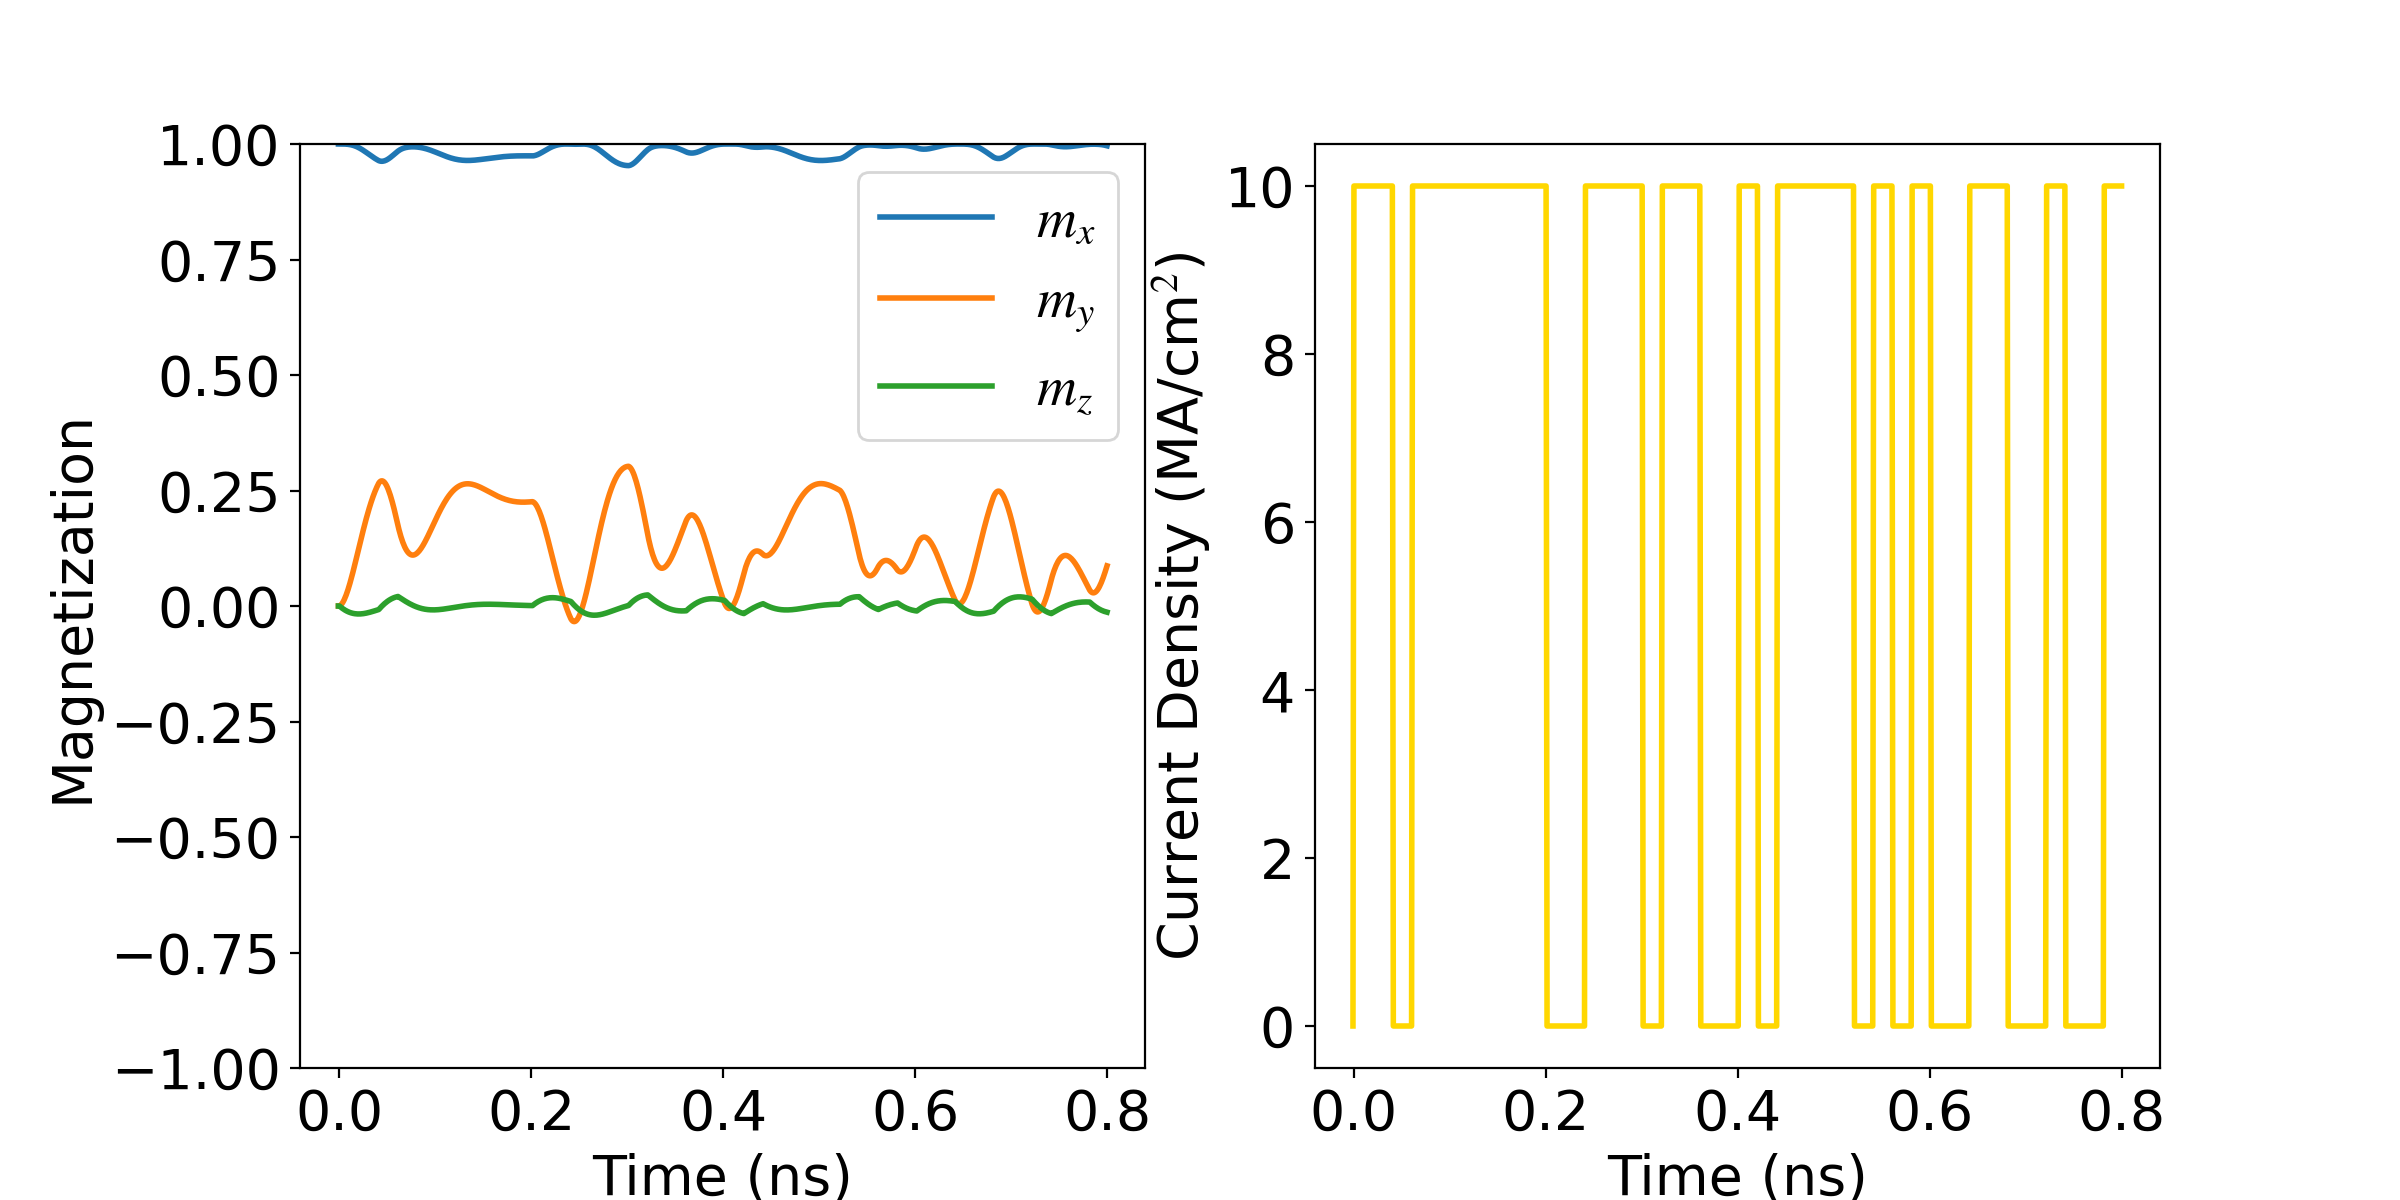 Magnetization
1.00
0.75
0.50
0.25
0.00
−0.25
−0.50
−0.75
−1.00
0.0 0.2 0.4 0.6 0.8
Time (ns)
m_x
m_y
m_z
Current Density (MA/cm²)
10
8
6
4
2
0
0.0 0.2 0.4 0.6 0.8
Time (ns)